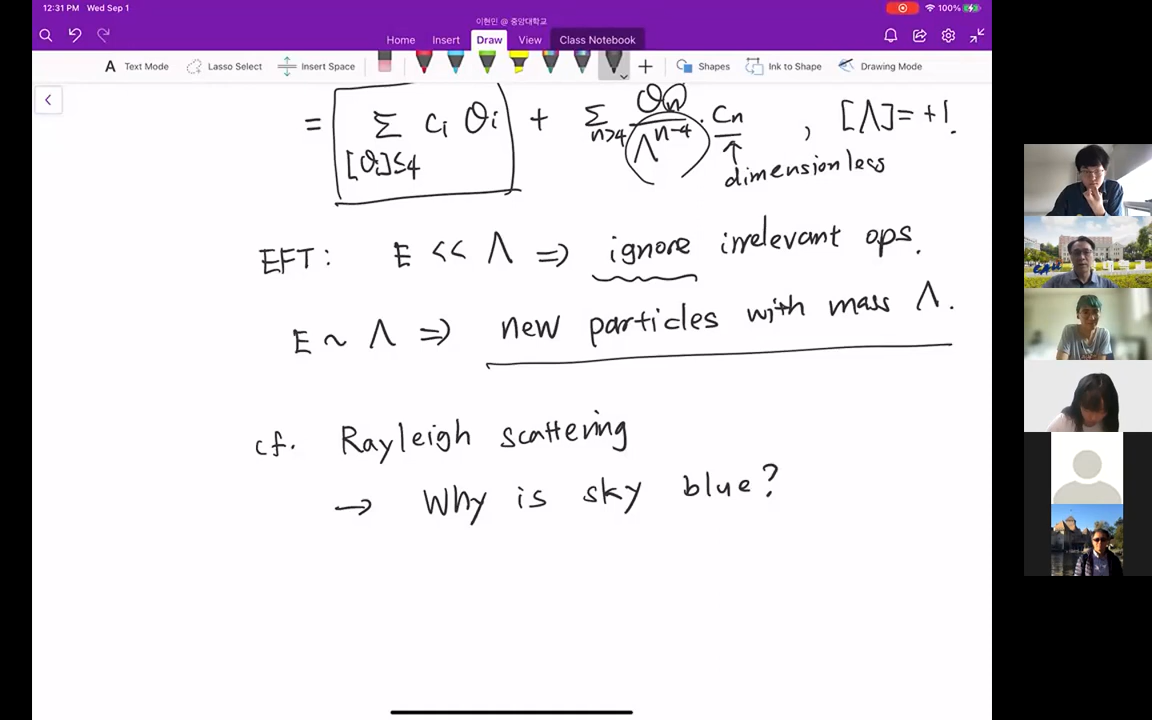 12:31 PM Wed Sep 1
100%
이현민 @ 중앙대학교
Home Insert Draw View Class Notebook
Text Mode Lasso Select Insert Space Shapes Ink to Shape Drawing Mode
= Σ cᵢ 𝒪ᵢ + Σ 𝒪n/Λ^{n-4} · Cn , [Λ] = +1.
[𝒪ᵢ]≤4 n>4
dimensionless
EFT: E << Λ => ignore irrelevant ops.
E ~ Λ => new particles with mass Λ.
cf. Rayleigh scattering
→ Why is sky blue?